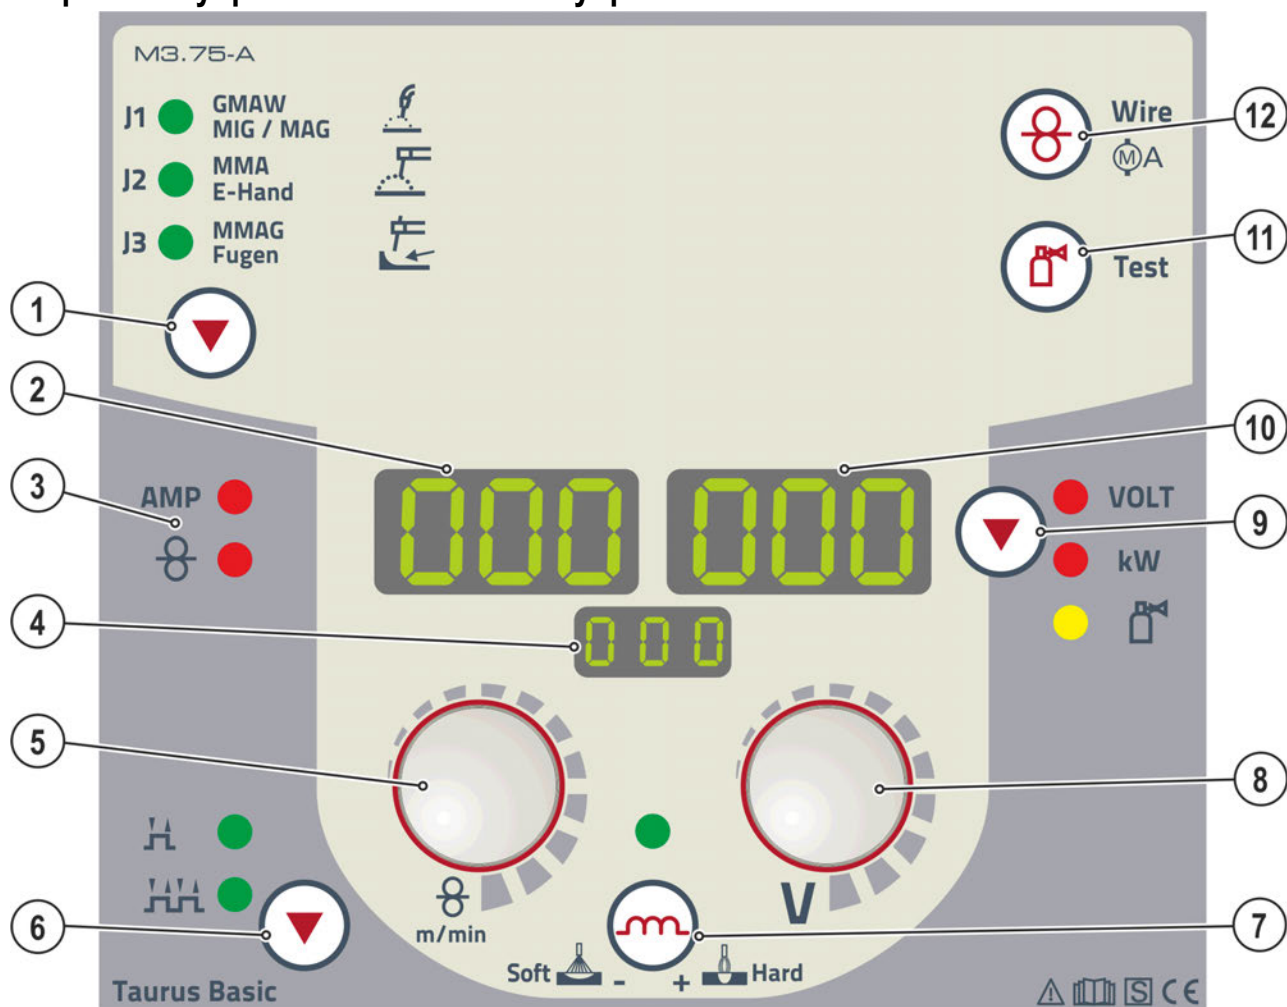 M3.75-A
J1 GMAW
MIG / MAG
J2 MMA
E-Hand
J3 MMAG
Fugen
12
Wire
M A
11
Test
1
2
10
3
AMP
000
000
VOLT
9
kW
4
000
5
8
6
m/min
V
7
Soft - + Hard
Taurus Basic
S CE